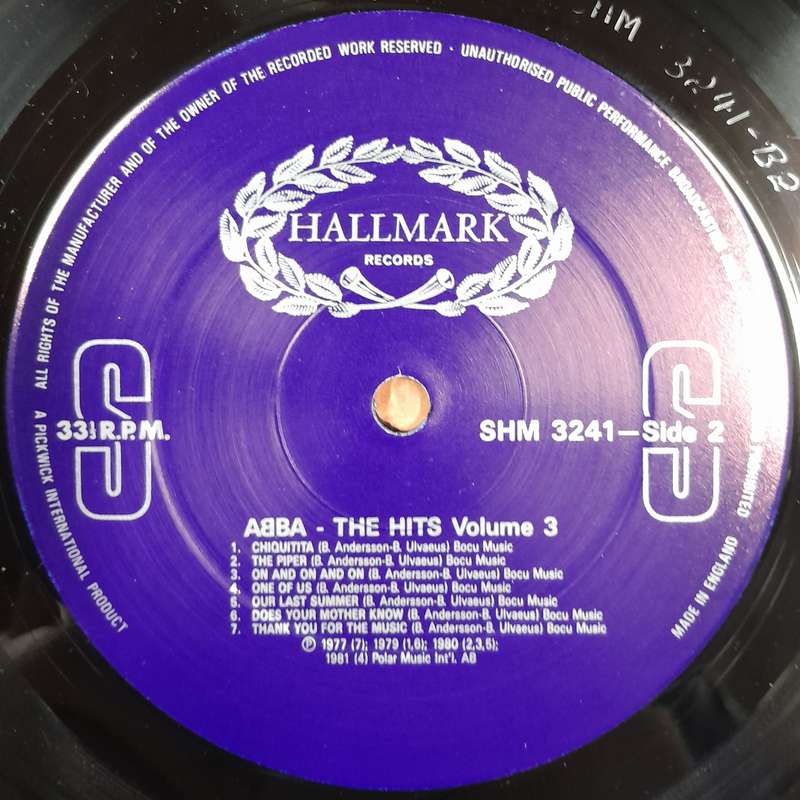 HM 3241-B2
ALL RIGHTS OF THE MANUFACTURER AND OF THE OWNER OF THE RECORDED WORK RESERVED · UNAUTHORISED PUBLIC PERFORMANCE BROADCASTING PROHIBITED
HALLMARK
RECORDS
33⅓ R.P.M.
SHM 3241—Side 2
ABBA - THE HITS Volume 3
1. CHIQUITITA (B. Andersson-B. Ulvaeus) Bocu Music
2. THE PIPER (B. Andersson-B. Ulvaeus) Bocu Music
3. ON AND ON AND ON (B. Andersson-B. Ulvaeus) Bocu Music
4. ONE OF US (B. Andersson-B. Ulvaeus) Bocu Music
5. OUR LAST SUMMER (B. Andersson-B. Ulvaeus) Bocu Music
6. DOES YOUR MOTHER KNOW (B. Andersson-B. Ulvaeus) Bocu Music
7. THANK YOU FOR THE MUSIC (B. Andersson-B. Ulvaeus) Bocu Music
℗ 1977 (7); 1979 (1,6); 1980 (2,3,5);
1981 (4) Polar Music Int'l. AB
A PICKWICK INTERNATIONAL PRODUCT
MADE IN ENGLAND